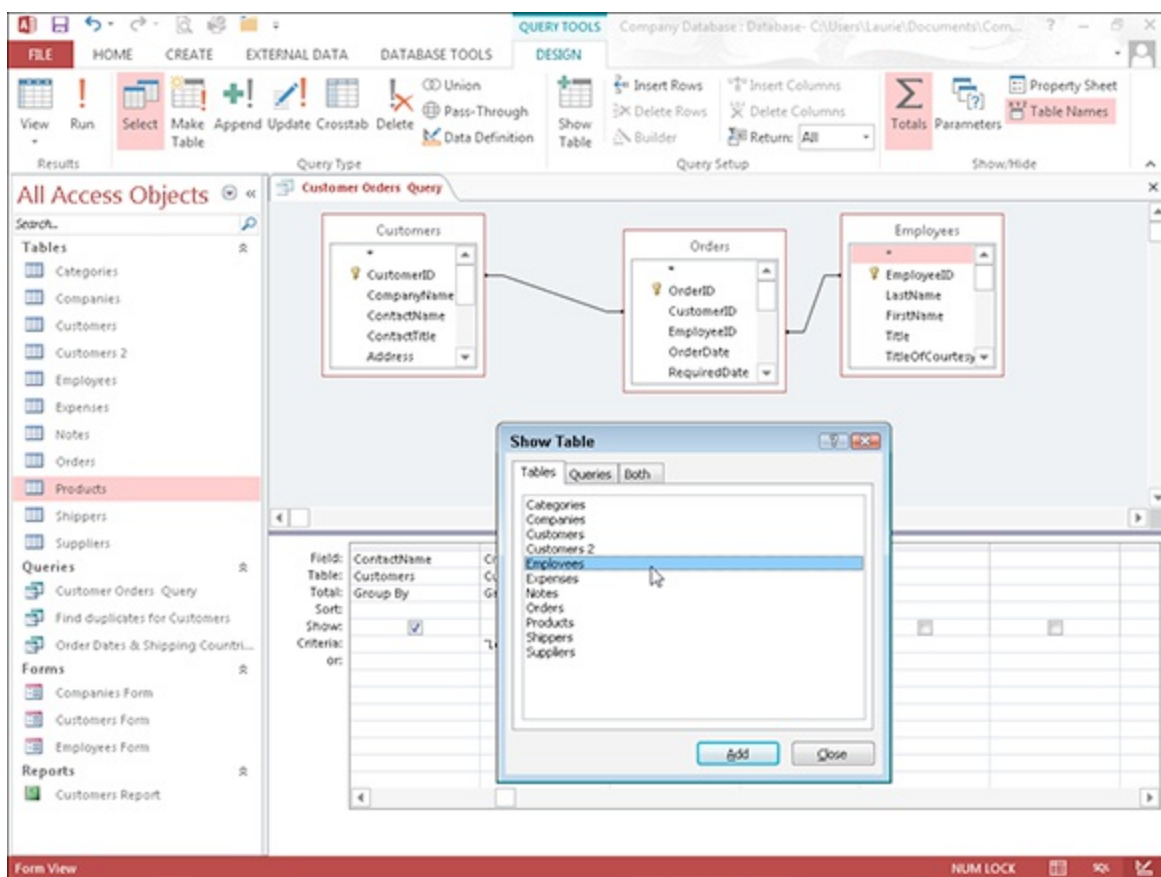 QUERY TOOLS
Company Database : Database- C:\Users\Laurie\Documents\Com...
FILE HOME CREATE EXTERNAL DATA DATABASE TOOLS DESIGN
View
Run
Select
Make Table
Append
Update
Crosstab
Delete
Union
Pass-Through
Data Definition
Show Table
Insert Rows
Delete Rows
Builder
Insert Columns
Delete Columns
Return: All
Totals
Parameters
Property Sheet
Table Names
Results
Query Type
Query Setup
Show/Hide
All Access Objects
Search...
Tables
Categories
Companies
Customers
Customers 2
Employees
Expenses
Notes
Orders
Products
Shippers
Suppliers
Queries
Customer Orders Query
Find duplicates for Customers
Order Dates & Shipping Countri...
Forms
Companies Form
Customers Form
Employees Form
Reports
Customers Report
Customer Orders Query
Customers
*
CustomerID
CompanyName
ContactName
ContactTitle
Address
Orders
*
OrderID
CustomerID
EmployeeID
OrderDate
RequiredDate
Employees
*
EmployeeID
LastName
FirstName
Title
TitleOfCourtesy
Show Table
Tables Queries Both
Categories
Companies
Customers
Customers 2
Employees
Expenses
Notes
Orders
Products
Shippers
Suppliers
Add Close
Field: ContactName
Table: Customers
Total: Group By
Sort:
Show:
Criteria:
or:
Form View
NUM LOCK
SQL